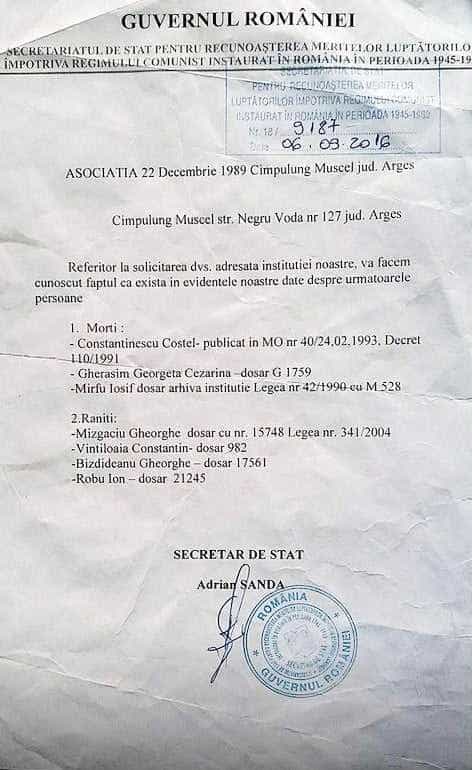 GUVERNUL ROMÂNIEI
SECRETARIATUL DE STAT PENTRU RECUNOAȘTEREA MERITELOR LUPTĂTORILO
ÎMPOTRIVA REGIMULUI COMUNIST INSTAURAT ÎN ROMÂNIA ÎN PERIOADA 1945-19
SECRETARIATUL DE STAT
PENTRU RECUNOAȘTEREA MERITELOR
LUPTĂTORILOR ÎMPOTRIVA REGIMULUI COMUNIST
INSTAURAT ÎN ROMÂNIA ÎN PERIOADA 1945-1989
Nr. 18 / 9187
Data 06.09.2016
ASOCIATIA 22 Decembrie 1989 Cimpulung Muscel jud. Arges
Cimpulung Muscel str. Negru Voda nr 127 jud. Arges
Referitor la solicitarea dvs. adresata institutiei noastre, va facem
cunoscut faptul ca exista in evidentele noastre date despre urmatoarele
persoane
1. Morti :
- Constantinescu Costel- publicat in MO nr 40/24,02,1993, Decret
110/1991
- Gherasim Georgeta Cezarina –dosar G 1759
-Mirfu Iosif dosar arhiva institutie Legea nr 42/1990 cu M 528
2.Raniti:
-Mizgaciu Gheorghe dosar cu nr. 15748 Legea nr. 341/2004
-Vintiloaia Constantin- dosar 982
-Bizdideanu Gheorghe – dosar 17561
-Robu Ion – dosar 21245
SECRETAR DE STAT
Adrian SANDA
ROMÂNIA
GUVERNUL ROMÂNIEI